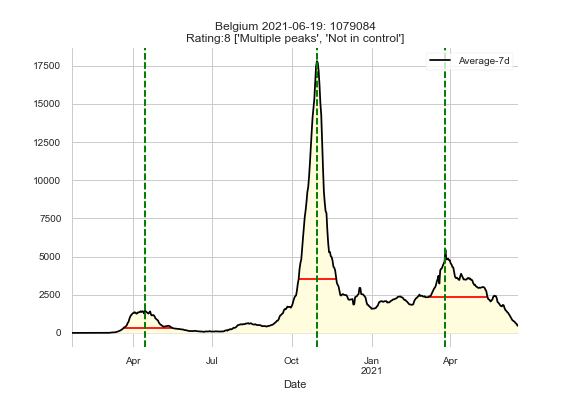 Belgium 2021-06-19: 1079084
Rating:8 ['Multiple peaks', 'Not in control']
Average-7d
17500
15000
12500
10000
7500
5000
2500
0
Apr
Jul
Oct
Jan
2021
Apr
Date